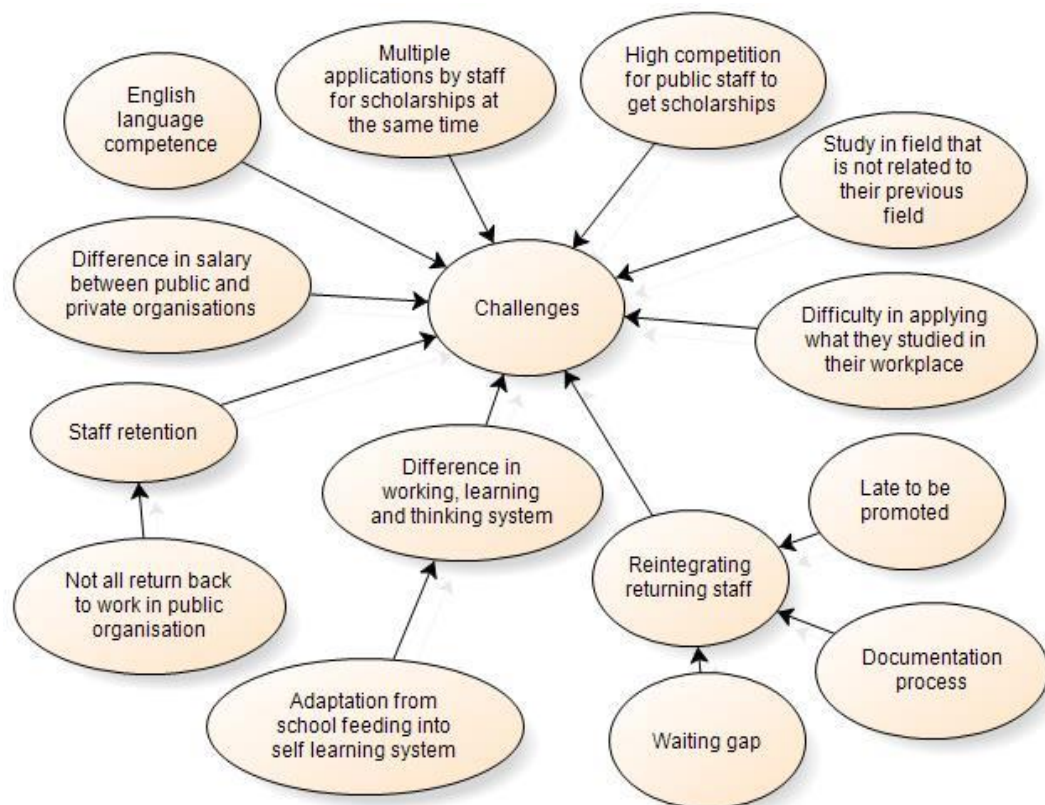 Multiple
applications by staff
for scholarships at
the same time
High competition
for public staff to
get scholarships
English
language
competence
Study in field that
is not related to
their previous
field
Difference in salary
between public and
private organisations
Challenges
Difficulty in applying
what they studied in
their workplace
Staff retention
Difference in
working, learning
and thinking system
Late to be
promoted
Reintegrating
returning staff
Not all return back
to work in public
organisation
Documentation
process
Adaptation from
school feeding into
self learning system
Waiting gap